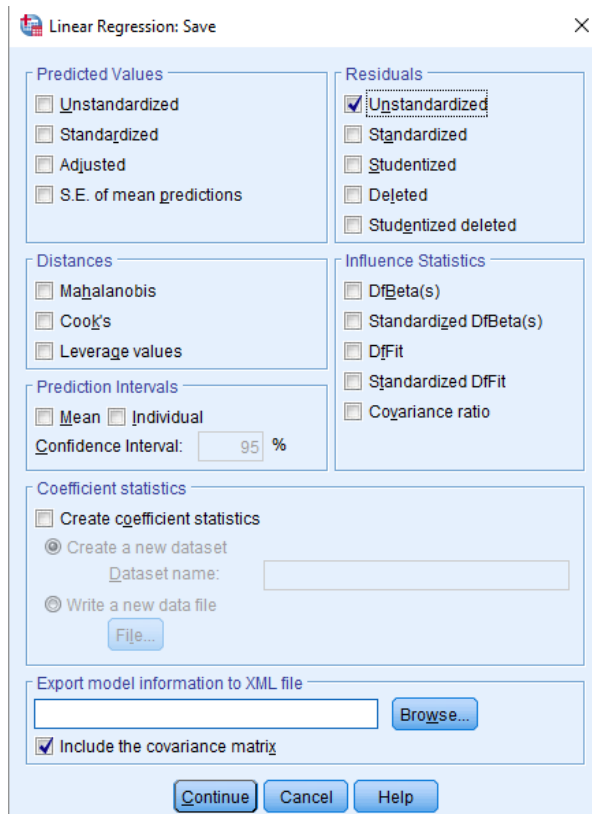 Linear Regression: Save
Predicted Values
Unstandardized
Standardized
Adjusted
S.E. of mean predictions
Residuals
Unstandardized
Standardized
Studentized
Deleted
Studentized deleted
Distances
Mahalanobis
Cook's
Leverage values
Influence Statistics
DfBeta(s)
Standardized DfBeta(s)
DfFit
Standardized DfFit
Covariance ratio
Prediction Intervals
Mean Individual
Confidence Interval: 95 %
Coefficient statistics
Create coefficient statistics
Create a new dataset
Dataset name:
Write a new data file
File...
Export model information to XML file
Browse...
Include the covariance matrix
Continue Cancel Help